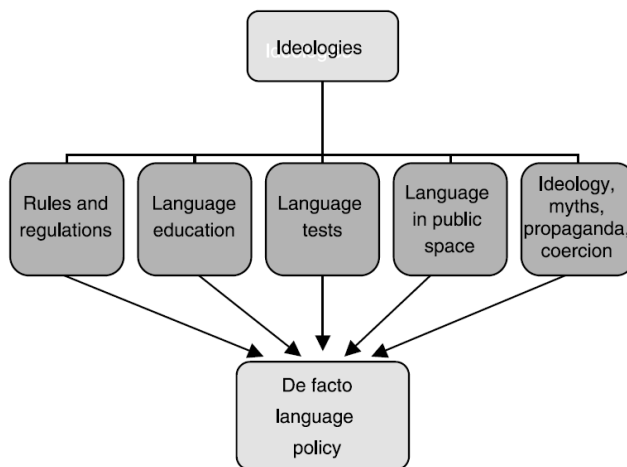 Ideologies
Rules and
regulations
Language
education
Language
tests
Language
in public
space
Ideology,
myths,
propaganda,
coercion
De facto
language
policy